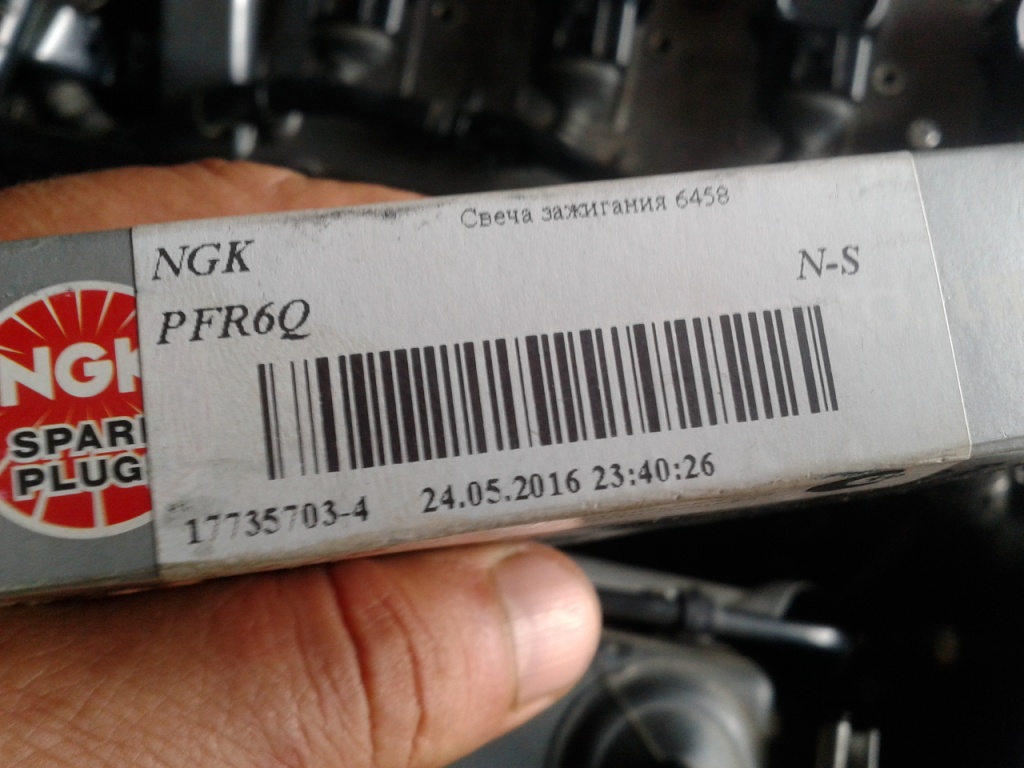 Свеча зажигания 6458
NGK
N-S
PFR6Q
NGK
SPARK
PLUG
17735703-4 24.05.2016 23:40:26